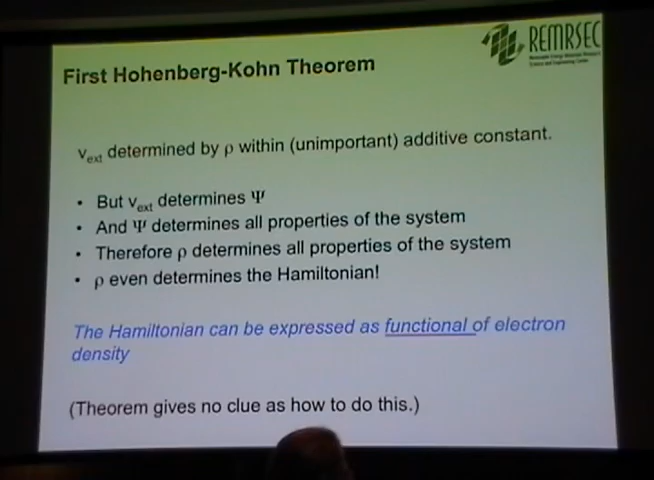 REMRSEC
First Hohenberg-Kohn Theorem
vext determined by ρ within (unimportant) additive constant.
• But vext determines Ψ
• And Ψ determines all properties of the system
• Therefore ρ determines all properties of the system
• ρ even determines the Hamiltonian!
The Hamiltonian can be expressed as functional of electron
density
(Theorem gives no clue as how to do this.)